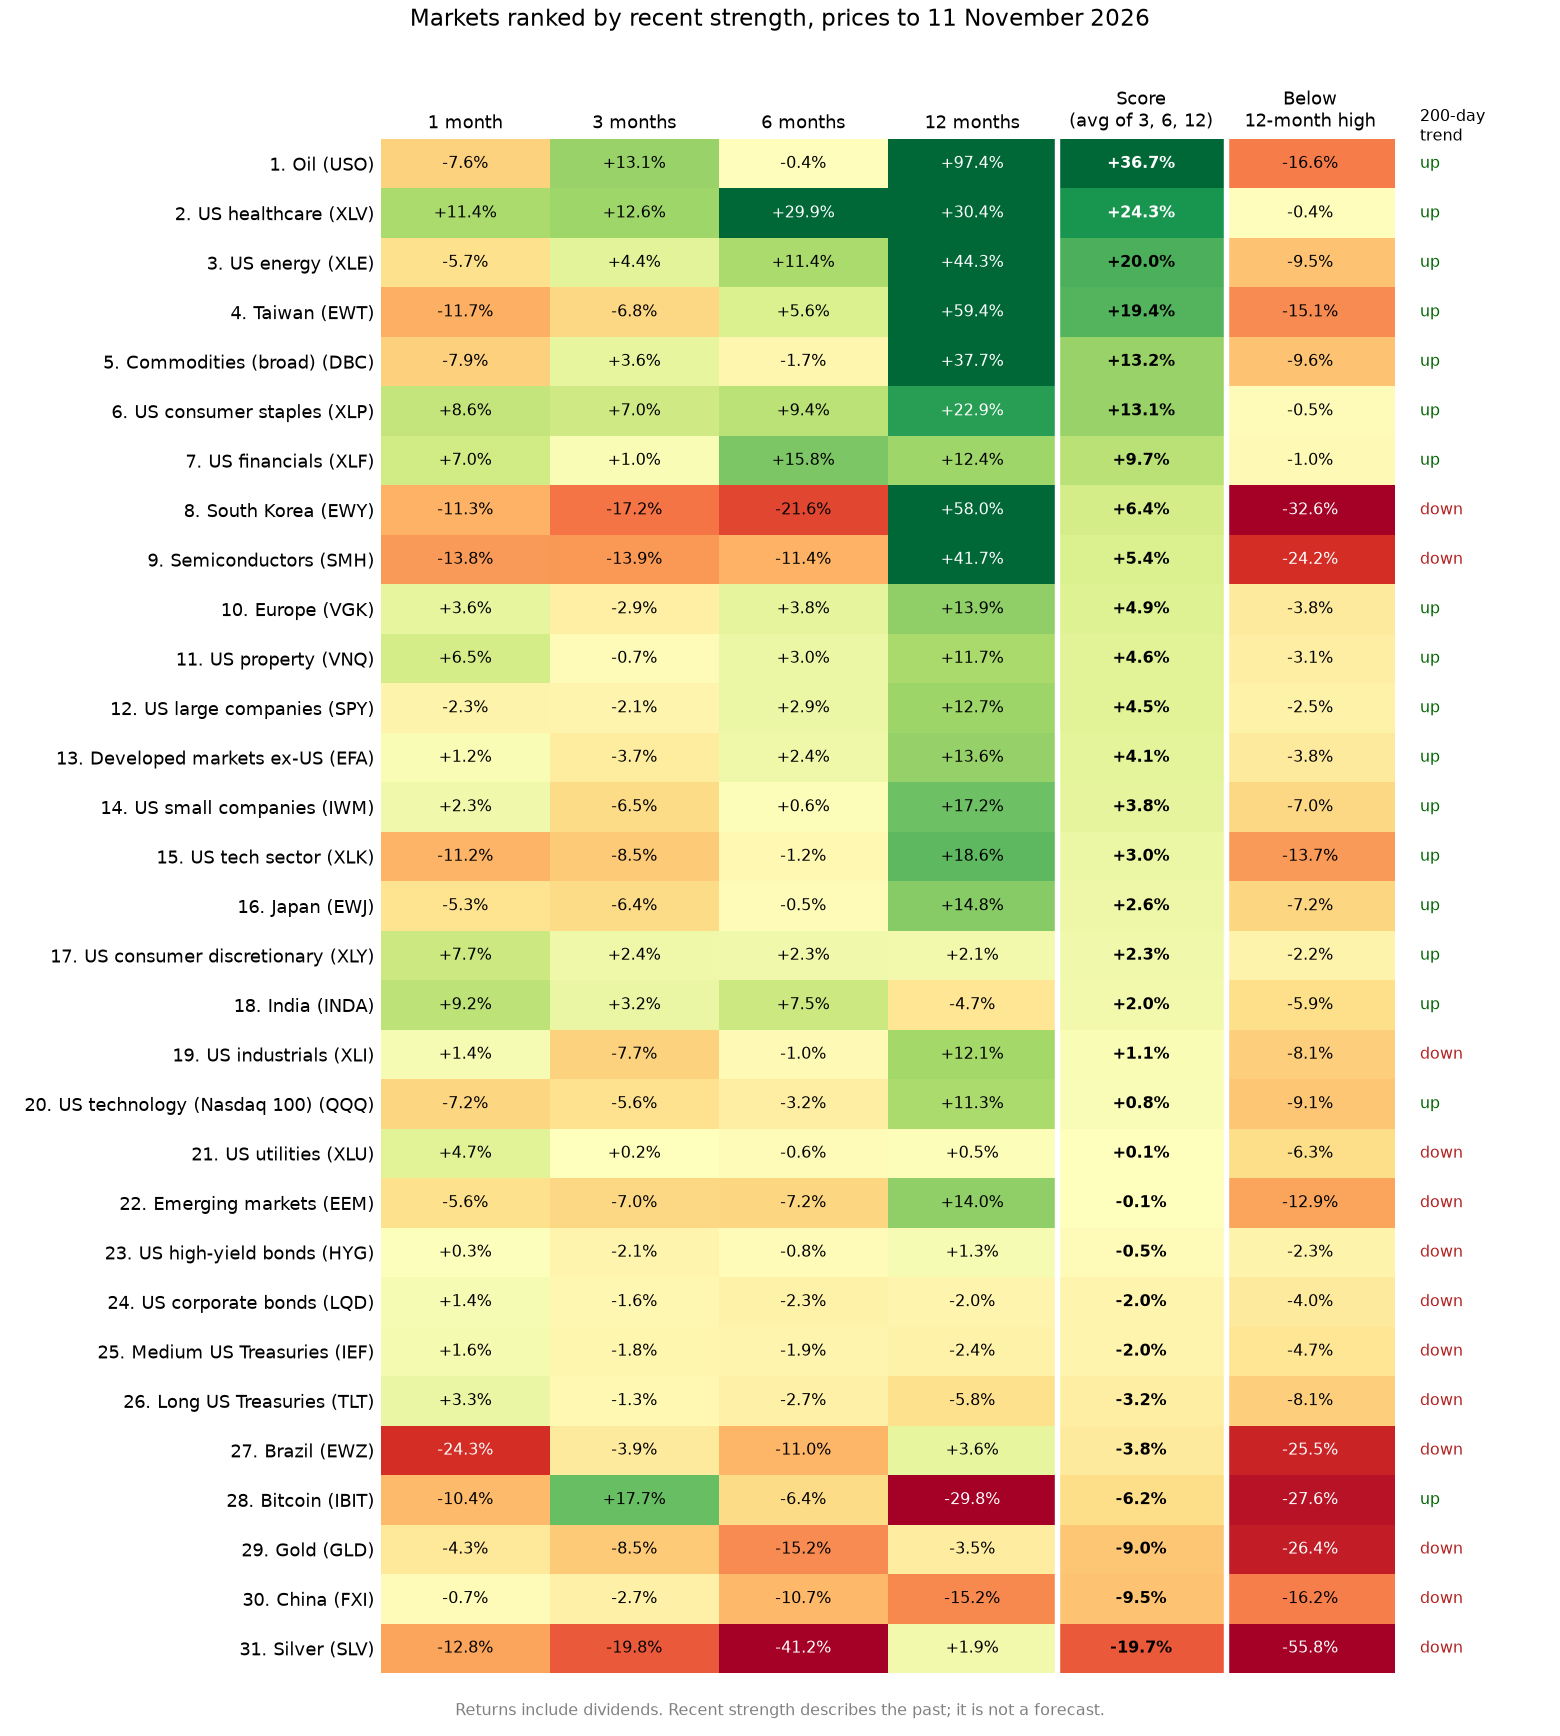 Markets ranked by recent strength, prices to 11 November 2026
1 month 3 months 6 months 12 months Score (avg of 3, 6, 12) Below 12-month high 200-day trend
1. Oil (USO) -7.6% +13.1% -0.4% +97.4% +36.7% -16.6% up
2. US healthcare (XLV) +11.4% +12.6% +29.9% +30.4% +24.3% -0.4% up
3. US energy (XLE) -5.7% +4.4% +11.4% +44.3% +20.0% -9.5% up
4. Taiwan (EWT) -11.7% -6.8% +5.6% +59.4% +19.4% -15.1% up
5. Commodities (broad) (DBC) -7.9% +3.6% -1.7% +37.7% +13.2% -9.6% up
6. US consumer staples (XLP) +8.6% +7.0% +9.4% +22.9% +13.1% -0.5% up
7. US financials (XLF) +7.0% +1.0% +15.8% +12.4% +9.7% -1.0% up
8. South Korea (EWY) -11.3% -17.2% -21.6% +58.0% +6.4% -32.6% down
9. Semiconductors (SMH) -13.8% -13.9% -11.4% +41.7% +5.4% -24.2% down
10. Europe (VGK) +3.6% -2.9% +3.8% +13.9% +4.9% -3.8% up
11. US property (VNQ) +6.5% -0.7% +3.0% +11.7% +4.6% -3.1% up
12. US large companies (SPY) -2.3% -2.1% +2.9% +12.7% +4.5% -2.5% up
13. Developed markets ex-US (EFA) +1.2% -3.7% +2.4% +13.6% +4.1% -3.8% up
14. US small companies (IWM) +2.3% -6.5% +0.6% +17.2% +3.8% -7.0% up
15. US tech sector (XLK) -11.2% -8.5% -1.2% +18.6% +3.0% -13.7% up
16. Japan (EWJ) -5.3% -6.4% -0.5% +14.8% +2.6% -7.2% up
17. US consumer discretionary (XLY) +7.7% +2.4% +2.3% +2.1% +2.3% -2.2% up
18. India (INDA) +9.2% +3.2% +7.5% -4.7% +2.0% -5.9% up
19. US industrials (XLI) +1.4% -7.7% -1.0% +12.1% +1.1% -8.1% down
20. US technology (Nasdaq 100) (QQQ) -7.2% -5.6% -3.2% +11.3% +0.8% -9.1% up
21. US utilities (XLU) +4.7% +0.2% -0.6% +0.5% +0.1% -6.3% down
22. Emerging markets (EEM) -5.6% -7.0% -7.2% +14.0% -0.1% -12.9% down
23. US high-yield bonds (HYG) +0.3% -2.1% -0.8% +1.3% -0.5% -2.3% down
24. US corporate bonds (LQD) +1.4% -1.6% -2.3% -2.0% -2.0% -4.0% down
25. Medium US Treasuries (IEF) +1.6% -1.8% -1.9% -2.4% -2.0% -4.7% down
26. Long US Treasuries (TLT) +3.3% -1.3% -2.7% -5.8% -3.2% -8.1% down
27. Brazil (EWZ) -24.3% -3.9% -11.0% +3.6% -3.8% -25.5% down
28. Bitcoin (IBIT) -10.4% +17.7% -6.4% -29.8% -6.2% -27.6% up
29. Gold (GLD) -4.3% -8.5% -15.2% -3.5% -9.0% -26.4% down
30. China (FXI) -0.7% -2.7% -10.7% -15.2% -9.5% -16.2% down
31. Silver (SLV) -12.8% -19.8% -41.2% +1.9% -19.7% -55.8% down
Returns include dividends. Recent strength describes the past; it is not a forecast.